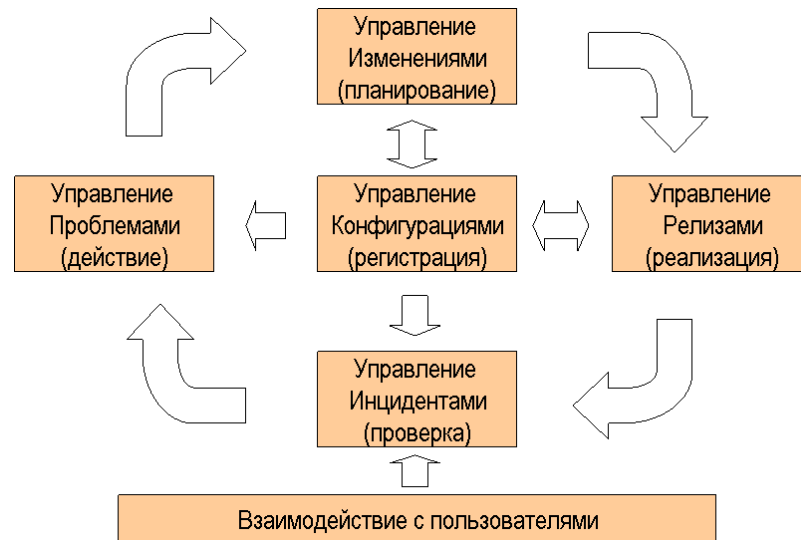 Управление
Изменениями
(планирование)
Управление
Проблемами
(действие)
Управление
Конфигурациями
(регистрация)
Управление
Релизами
(реализация)
Управление
Инцидентами
(проверка)
Взаимодействие с пользователями